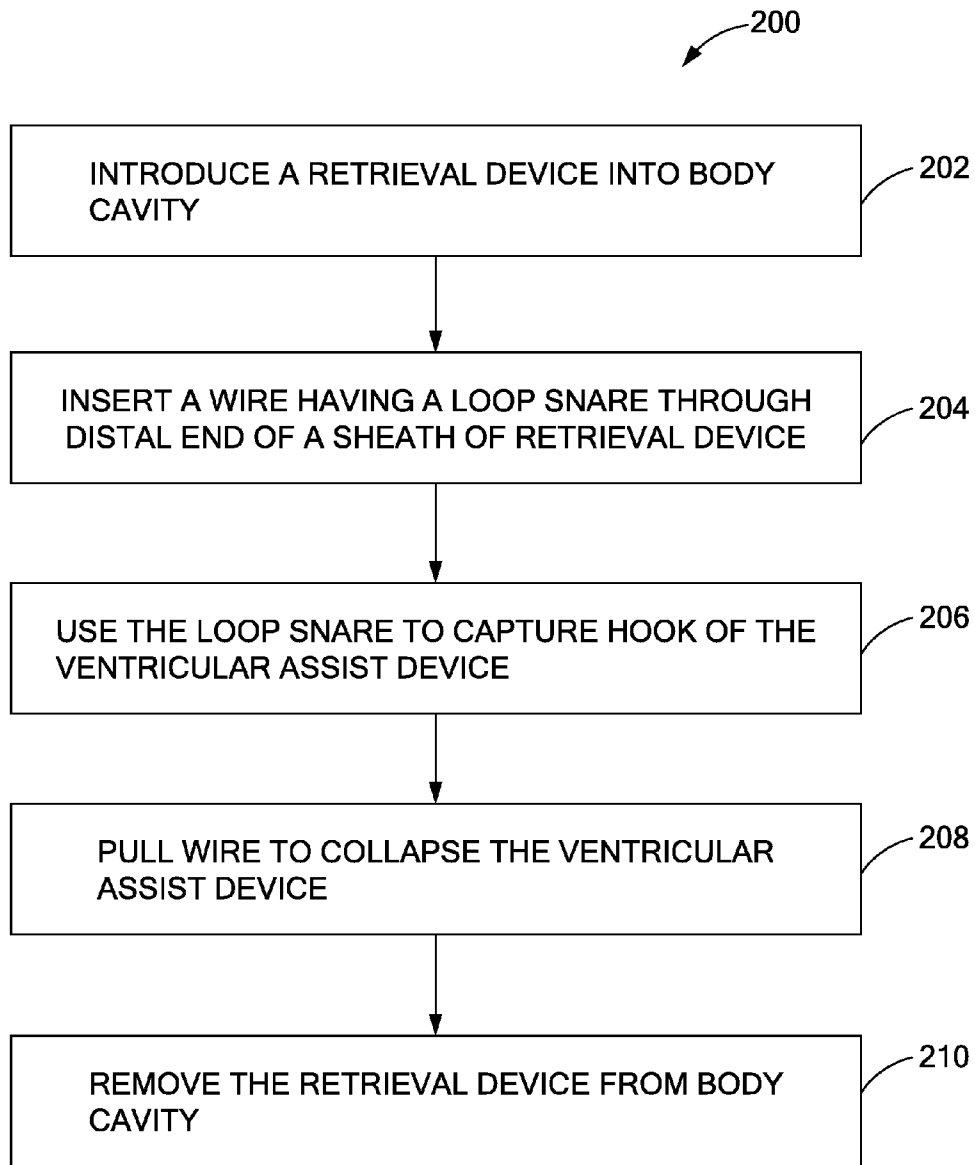 200
INTRODUCE A RETRIEVAL DEVICE INTO BODY
CAVITY
202
INSERT A WIRE HAVING A LOOP SNARE THROUGH
DISTAL END OF A SHEATH OF RETRIEVAL DEVICE
204
USE THE LOOP SNARE TO CAPTURE HOOK OF THE
VENTRICULAR ASSIST DEVICE
206
PULL WIRE TO COLLAPSE THE VENTRICULAR
ASSIST DEVICE
208
REMOVE THE RETRIEVAL DEVICE FROM BODY
CAVITY
210